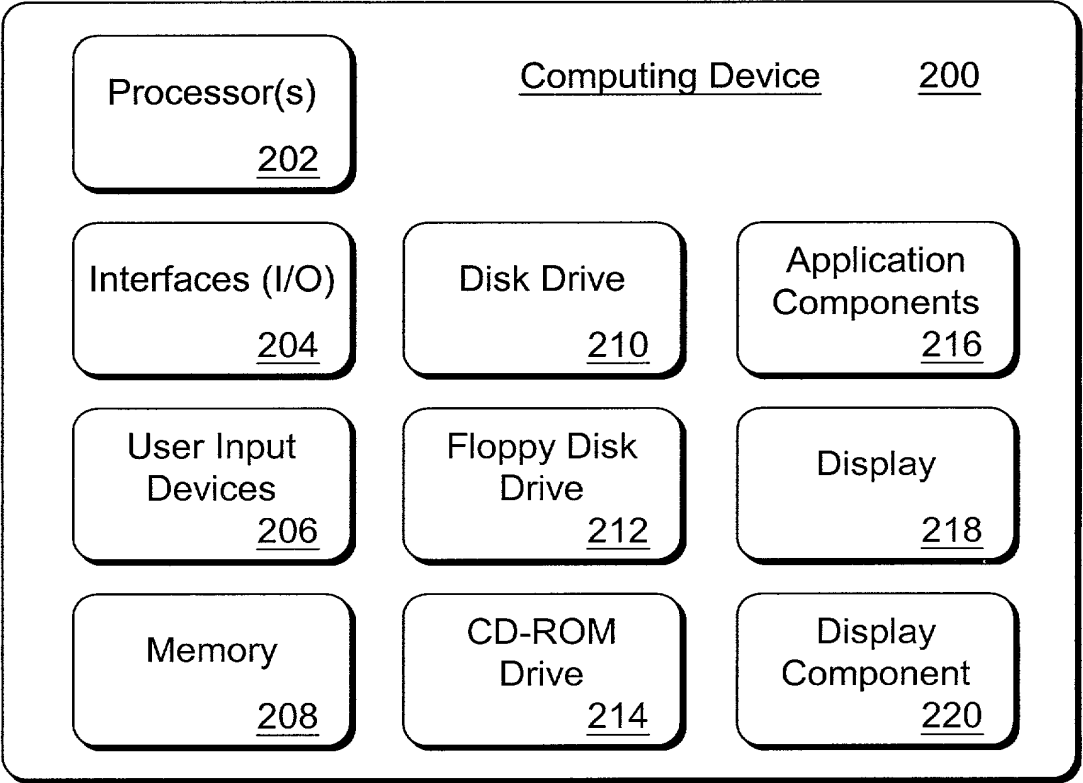 Computing Device 200
Processor(s)
202
Interfaces (I/O)
204
Disk Drive
210
Application
Components
216
User Input
Devices
206
Floppy Disk
Drive
212
Display
218
Memory
208
CD-ROM
Drive
214
Display
Component
220